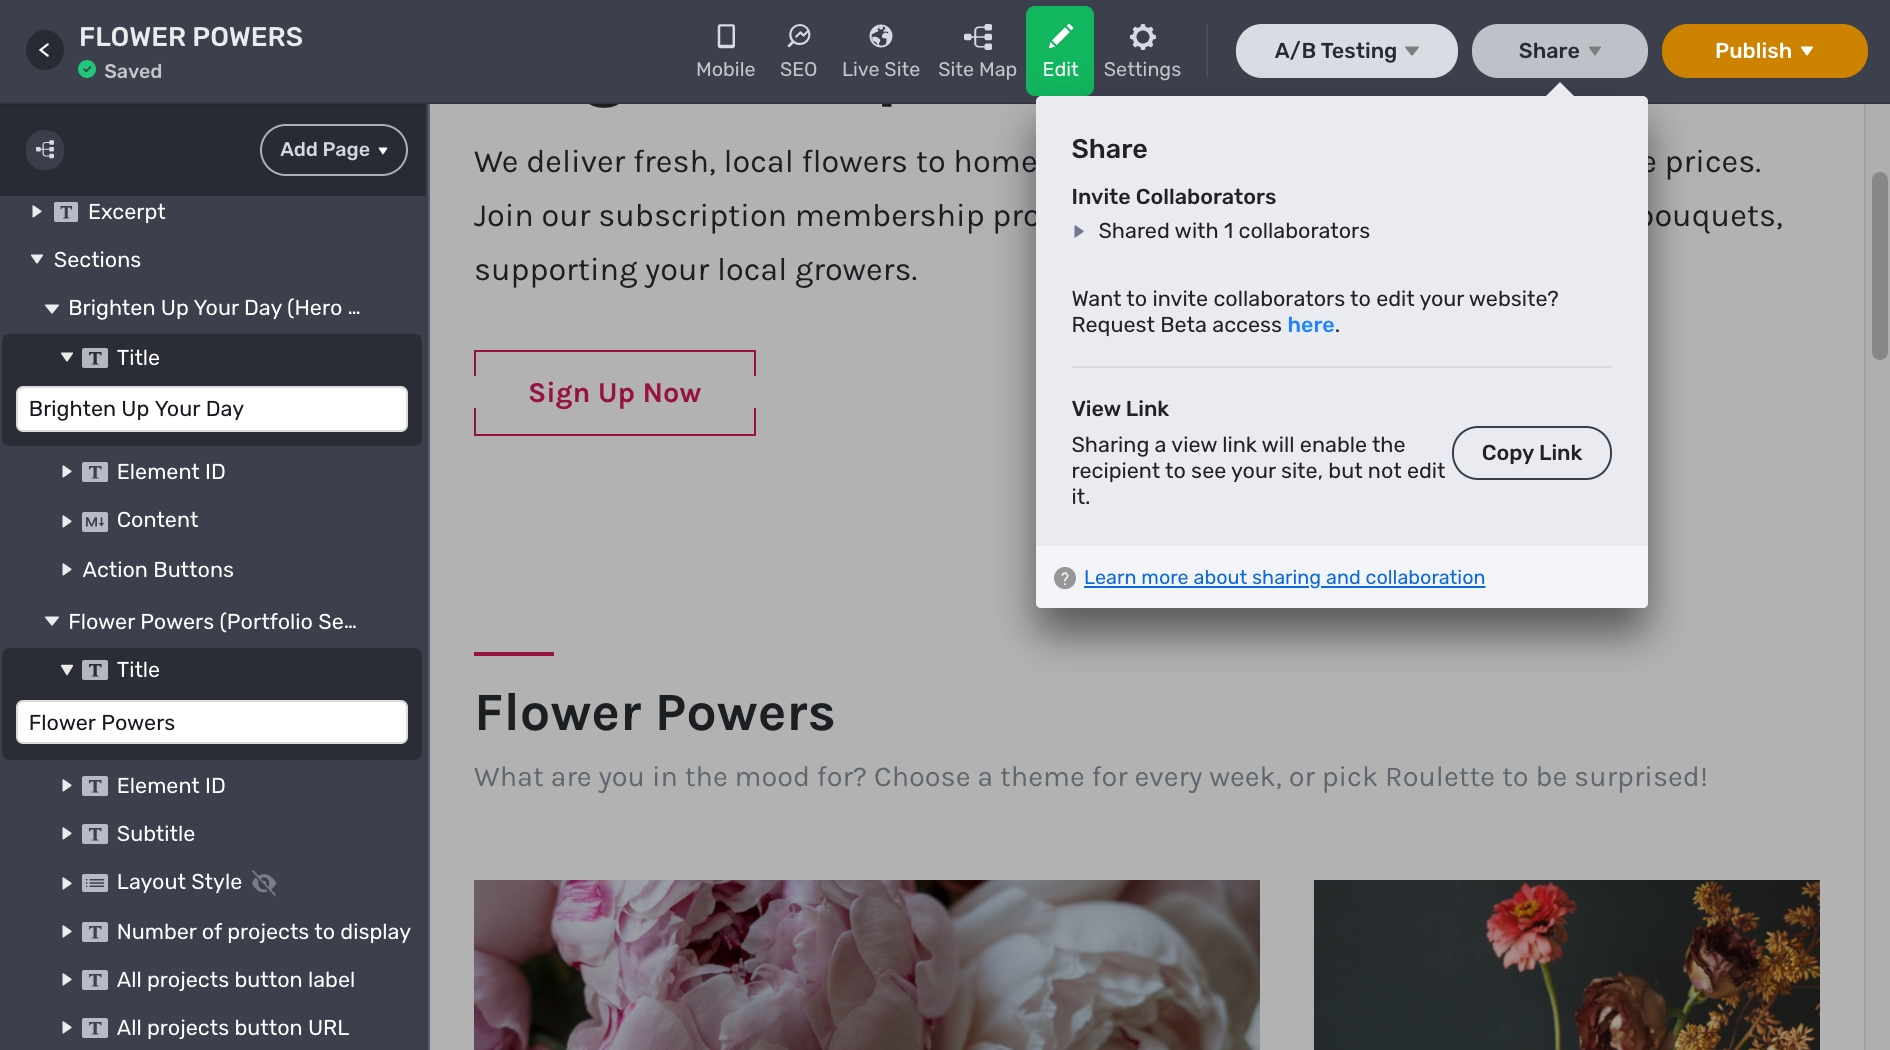 FLOWER POWERS
Saved
Mobile
SEO
Live Site
Site Map
Edit
Settings
A/B Testing
Share
Publish
Add Page
Excerpt
Sections
Brighten Up Your Day (Hero ...
Title
Brighten Up Your Day
Element ID
Content
Action Buttons
Flower Powers (Portfolio Se...
Title
Flower Powers
Element ID
Subtitle
Layout Style
Number of projects to display
All projects button label
All projects button URL
We deliver fresh, local flowers to home
prices.
Join our subscription membership
bouquets,
supporting your local growers.
Sign Up Now
Share
Invite Collaborators
Shared with 1 collaborators
Want to invite collaborators to edit your website?
Request Beta access here.
View Link
Sharing a view link will enable the
recipient to see your site, but not edit
it.
Copy Link
? Learn more about sharing and collaboration
Flower Powers
What are you in the mood for? Choose a theme for every week, or pick Roulette to be surprised!